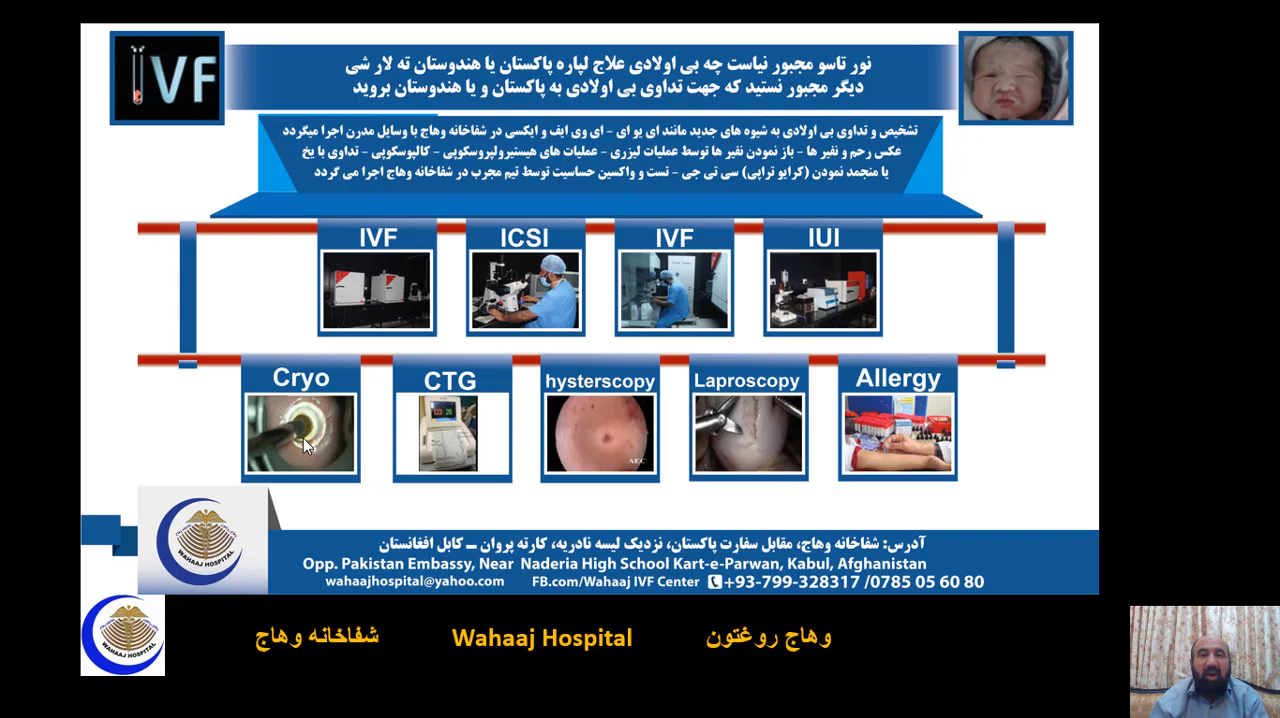 IVF
نور تاسو مجبور نیاست چه بی اولادی علاج لپاره پاکستان یا هندوستان ته لار شی
دیگر مجبور نستید که جهت تداوی بی اولادی به پاکستان و یا هندوستان بروید
تشخیص و تداوی بی اولادی به شیوه های جدید مانند ای یو ای - ای وی ایف و ایکسی در شفاخانه وهاج با وسایل مدرن اجرا میگردد
عکس رحم و نفیر ها - باز نمودن نفیر ها توسط عملیات لیزری - عملیات های هیستیرولپروسکوپی - کالپوسکوپی - تداوی با یخ
یا منجمد نمودن (کرایو تراپی) سی تی جی - تست و واکسین حساسیت توسط تیم مجرب در شفاخانه وهاج اجرا می گردد
IVF
ICSI
IVF
IUI
Cryo
CTG
hysterscopy
Laproscopy
Allergy
AEC
WAHAAJ HOSPITAL
آدرس: شفاخانه وهاج، مقابل سفارت پاکستان، نزدیک لیسه نادریه، کارته پروان _ کابل افغانستان
Opp. Pakistan Embassy, Near Naderia High School Kart-e-Parwan, Kabul, Afghanistan
wahaajhospital@yahoo.com FB.com/Wahaaj IVF Center +93-799-328317 /0785 05 60 80
WAHAAJ HOSPITAL
شفاخانه وهاج
Wahaaj Hospital
وهاج روغتون